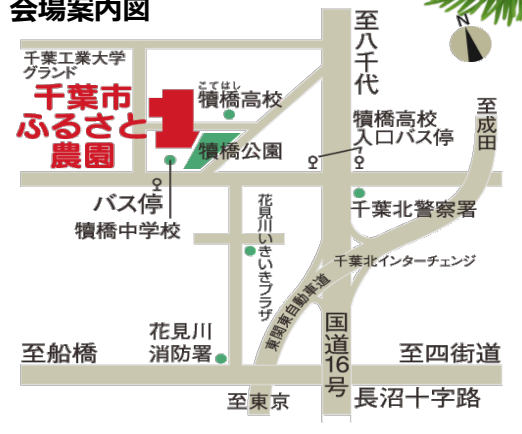 会場案内図
N
至八千代
千葉工業大学
グランド
千葉市
ふるさと
農園
こてはし
犢橋高校
犢橋公園
犢橋高校
入口バス停
至成田
バス停
犢橋中学校
千葉北警察署
花見川いきいきプラザ
千葉北インターチェンジ
東関東自動車道
国道16号
花見川
消防署
至船橋
至四街道
至東京
長沼十字路